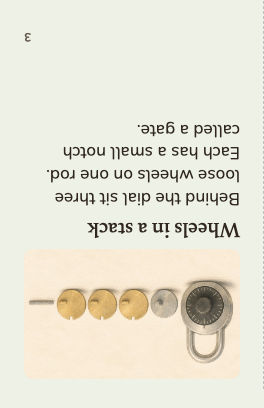 Wheels in a stack
Behind the dial sit three
loose wheels on one rod.
Each has a small notch
called a gate.
3